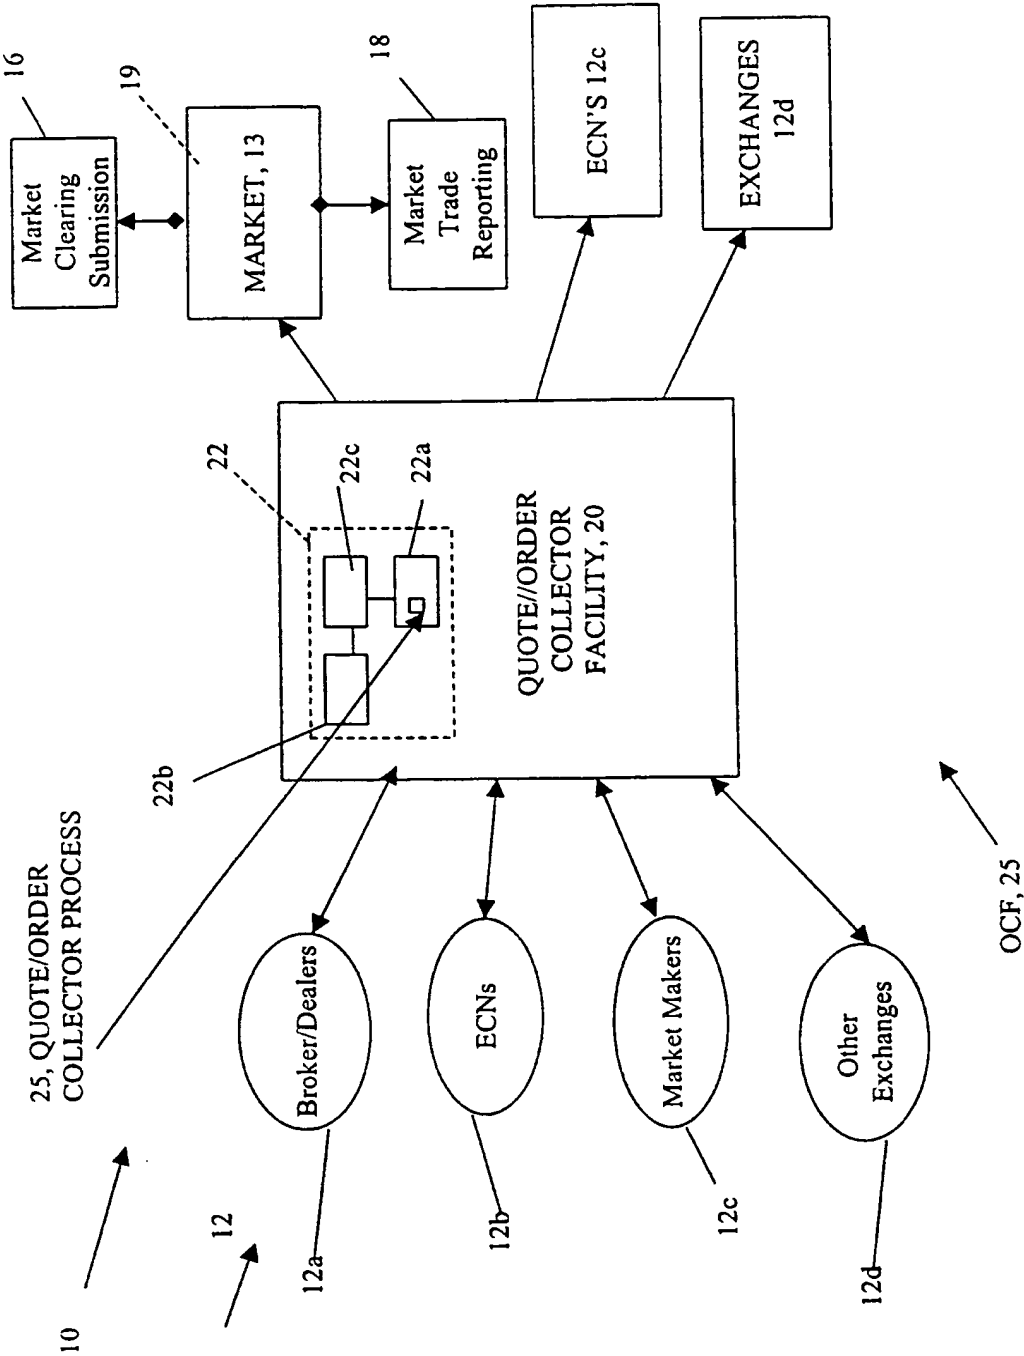 10
12
25, QUOTE/ORDER
COLLECTOR PROCESS
16
Market
Clearing
Submission
19
MARKET, 13
18
Market
Trade
Reporting
ECN'S 12c
EXCHANGES
12d
22
22c
22a
22b
QUOTE//ORDER
COLLECTOR
FACILITY, 20
Broker/Dealers
12a
ECNs
12b
Market Makers
12c
Other
Exchanges
12d
OCF, 25